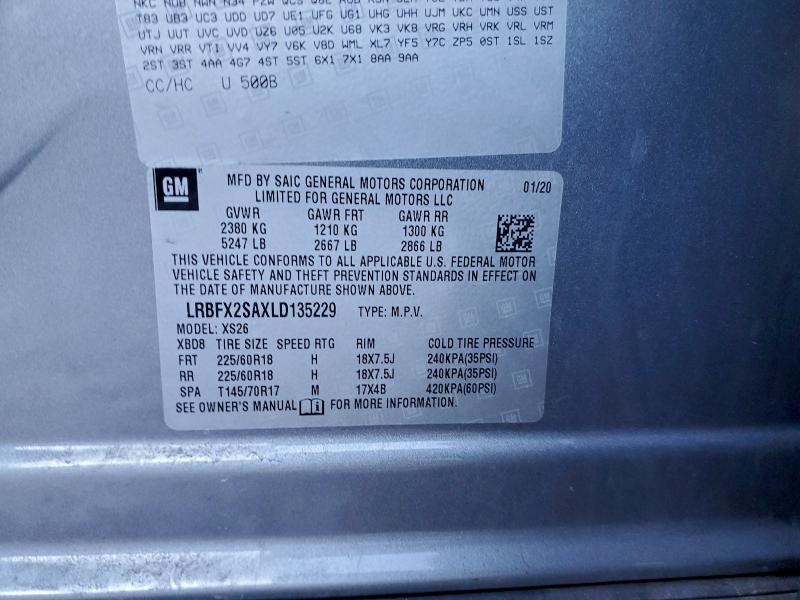 T83 UB3 UC3 UDD UD7 UE1 UFG UG1 UHG UHH UJM UKC UMN USS UST
UTJ UUT UVC UVD UZ6 U05 U2K U68 VK3 VK8 VRG VRH VRK VRL VRM
VRN VRR VT1 VV4 VY7 V6K V8D WML XL7 YF5 Y7C ZP5 0ST 1SL 1SZ
2ST 3ST 4AA 4G7 4ST 5ST 6X1 7X1 8AA 9AA
CC/HC U 500B
GM
MFD BY SAIC GENERAL MOTORS CORPORATION 01/20
LIMITED FOR GENERAL MOTORS LLC
GVWR GAWR FRT GAWR RR
2380 KG 1210 KG 1300 KG
5247 LB 2667 LB 2866 LB
THIS VEHICLE CONFORMS TO ALL APPLICABLE U.S. FEDERAL MOTOR
VEHICLE SAFETY AND THEFT PREVENTION STANDARDS IN EFFECT ON
THE DATE OF MANUFACTURE SHOWN ABOVE.
LRBFX2SAXLD135229 TYPE: M.P.V.
MODEL: XS26
XBD8 TIRE SIZE SPEED RTG RIM COLD TIRE PRESSURE
FRT 225/60R18 H 18X7.5J 240KPA(35PSI)
RR 225/60R18 H 18X7.5J 240KPA(35PSI)
SPA T145/70R17 M 17X4B 420KPA(60PSI)
SEE OWNER'S MANUAL FOR MORE INFORMATION.